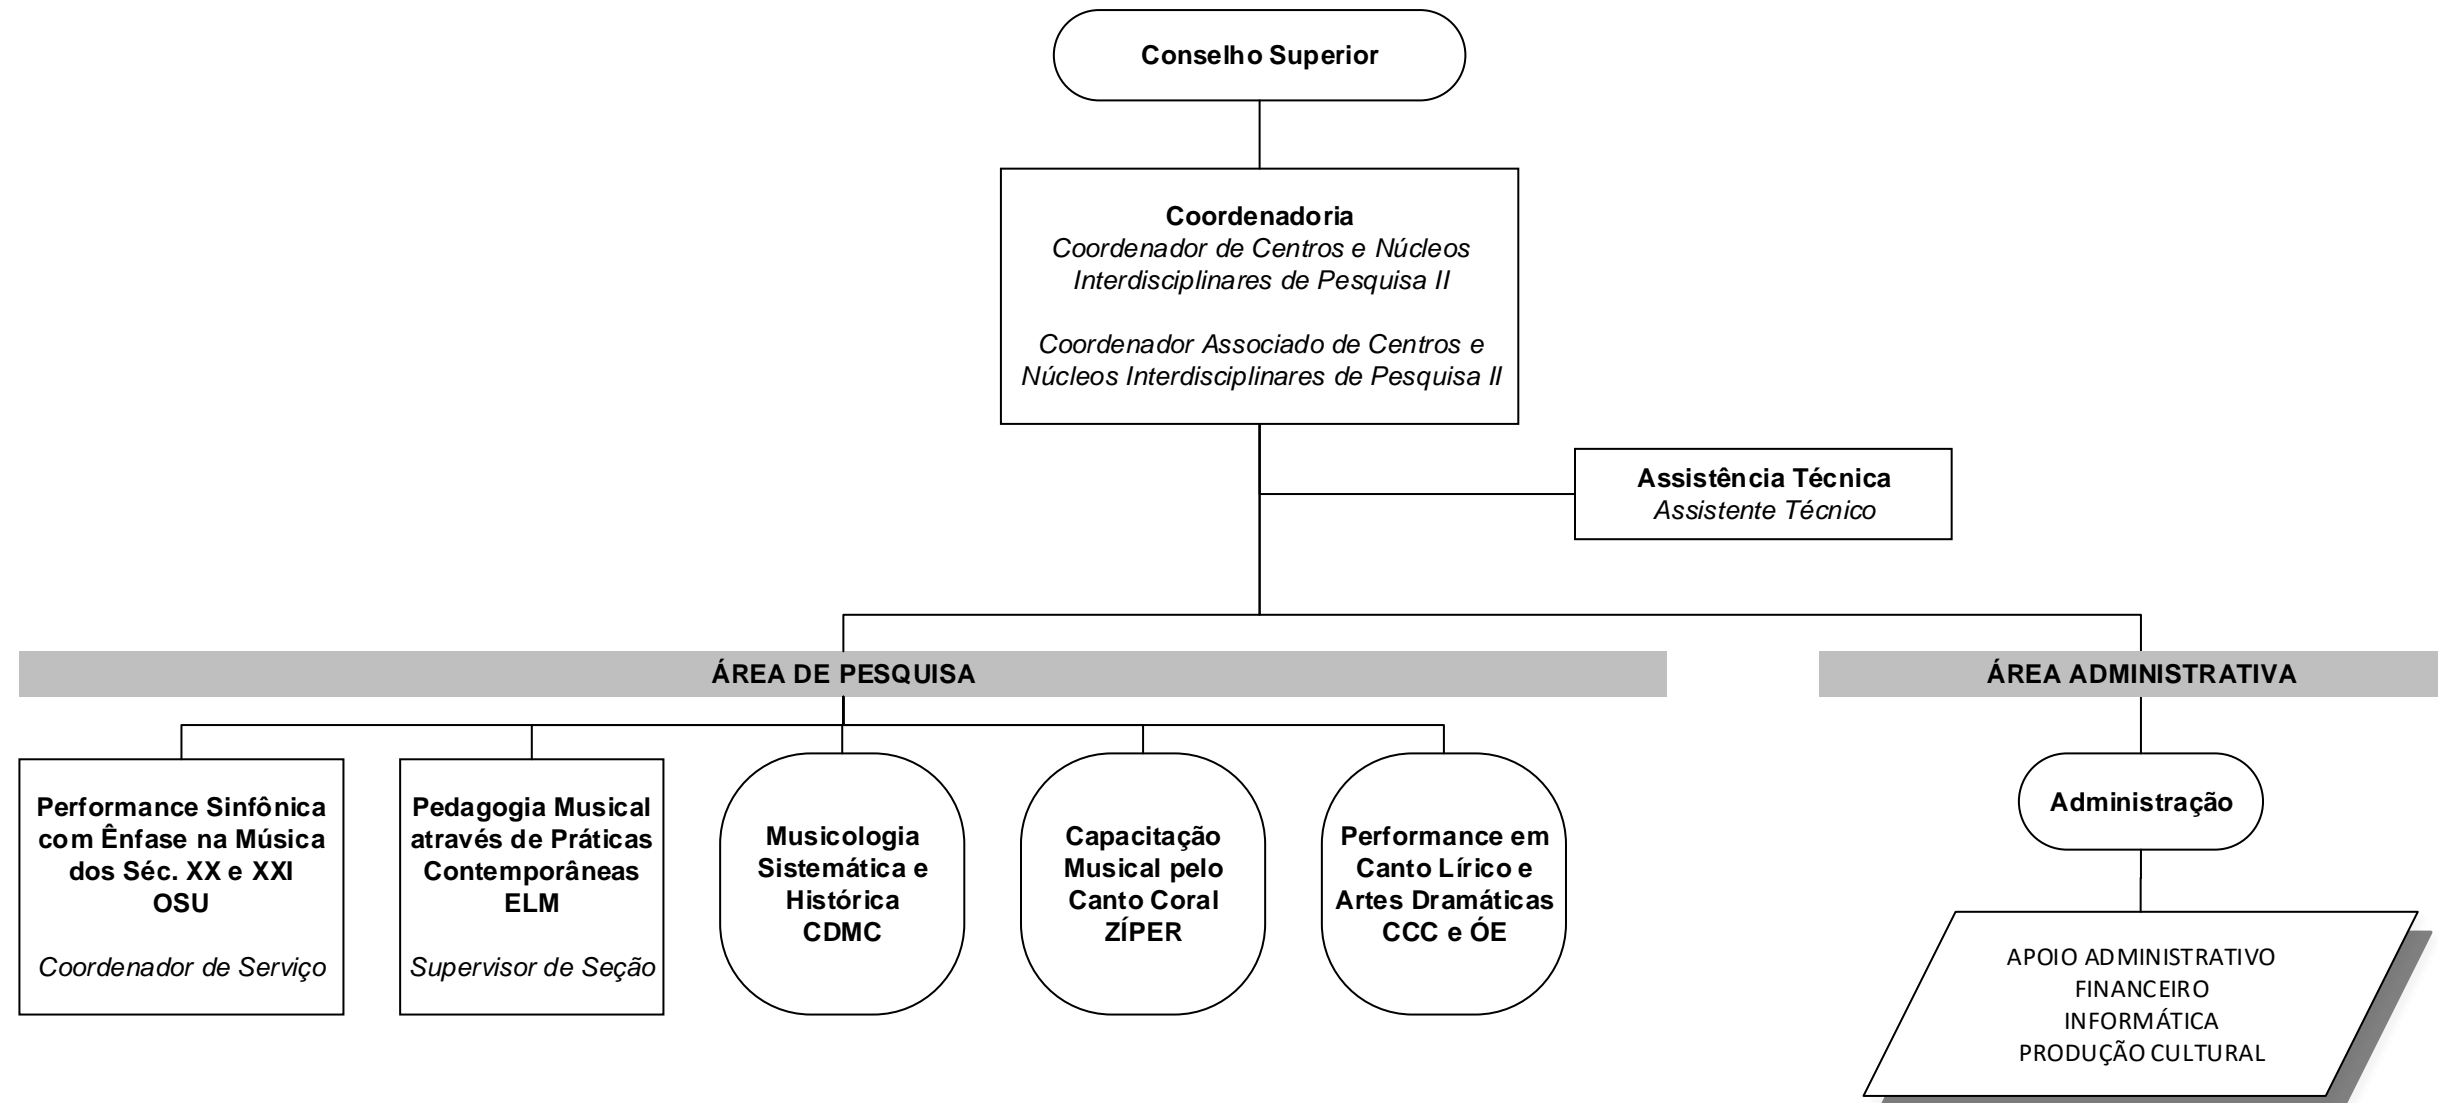 Conselho Superior
Coordenadoria
Coordenador de Centros e Núcleos
Interdisciplinares de Pesquisa II
Coordenador Associado de Centros e
Núcleos Interdisciplinares de Pesquisa II
Assistência Técnica
Assistente Técnico
ÁREA DE PESQUISA
ÁREA ADMINISTRATIVA
Performance Sinfônica
com Ênfase na Música
dos Séc. XX e XXI
OSU
Coordenador de Serviço
Pedagogia Musical
através de Práticas
Contemporâneas
ELM
Supervisor de Seção
Musicologia
Sistemática e
Histórica
CDMC
Capacitação
Musical pelo
Canto Coral
ZÍPER
Performance em
Canto Lírico e
Artes Dramáticas
CCC e ÓE
Administração
APOIO ADMINISTRATIVO
FINANCEIRO
INFORMÁTICA
PRODUÇÃO CULTURAL